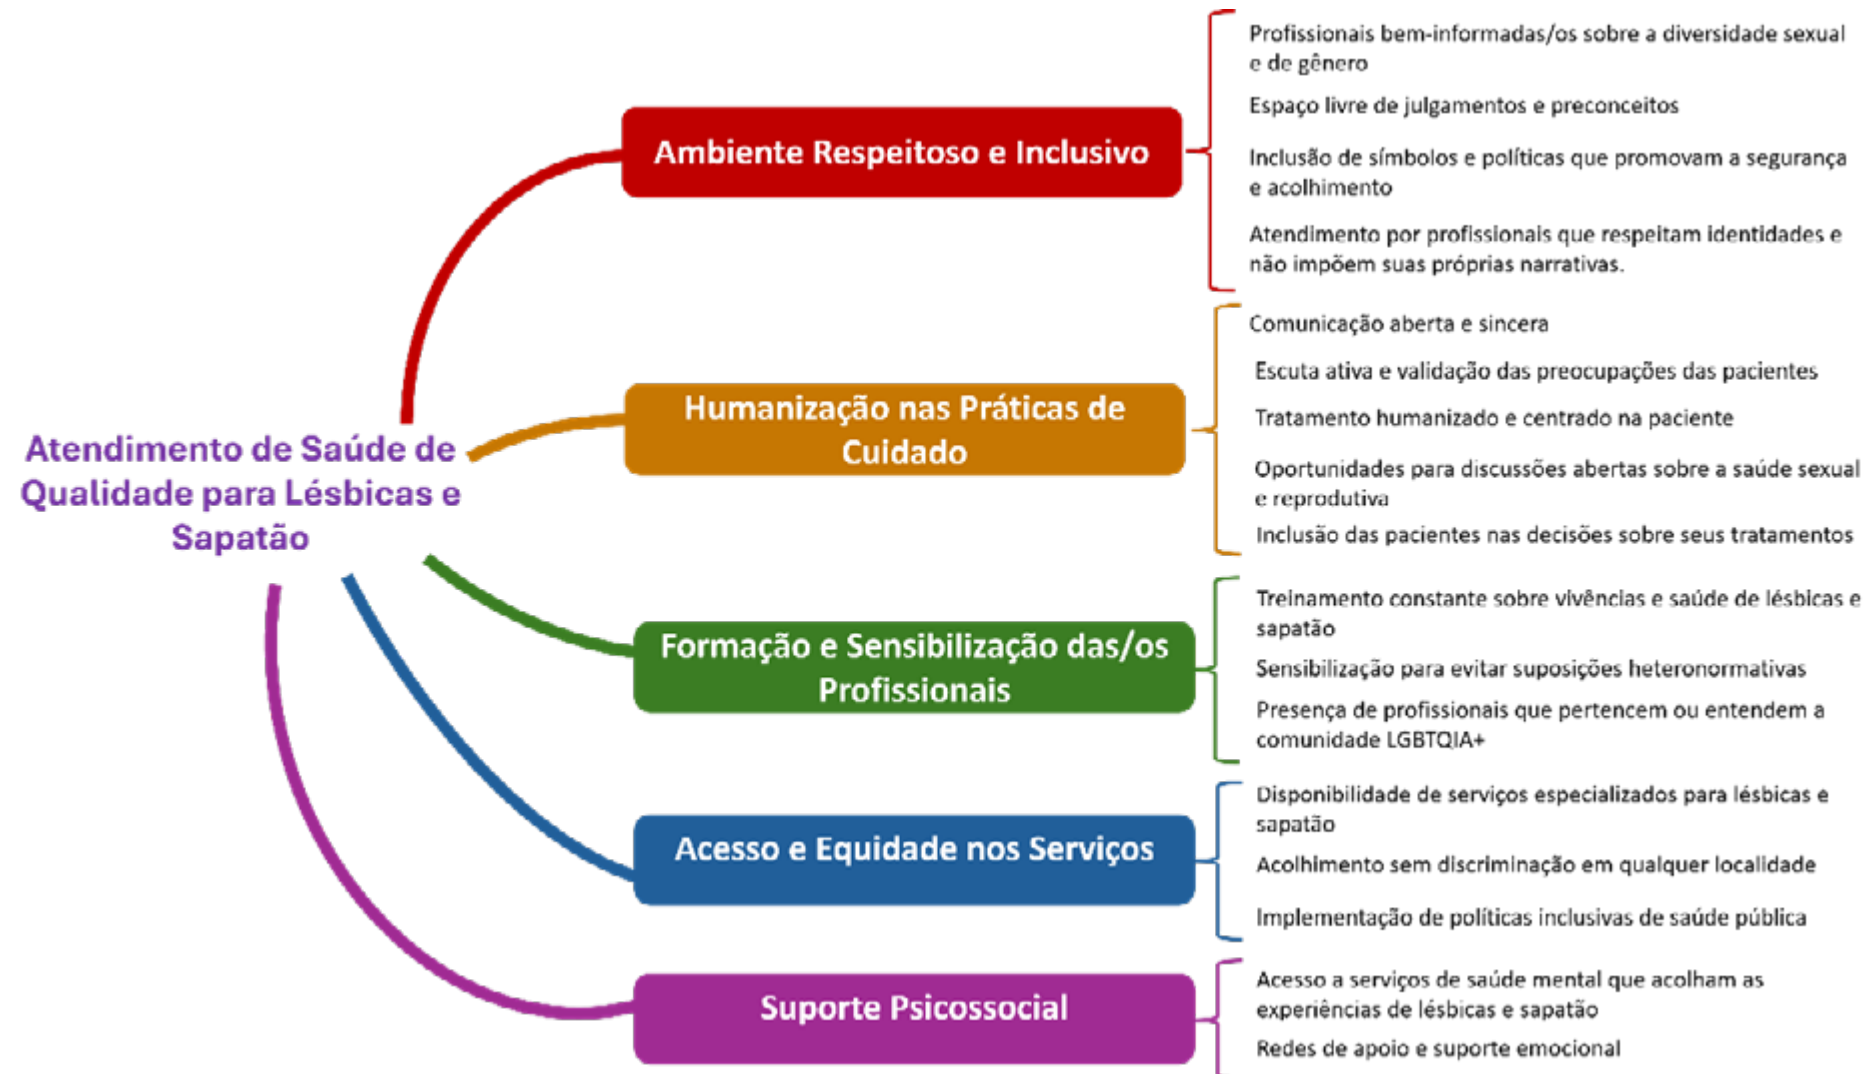 Atendimento de Saúde de
Qualidade para Lésbicas e
Sapatão
Ambiente Respeitoso e Inclusivo
Profissionais bem-informadas/os sobre a diversidade sexual
e de gênero
Espaço livre de julgamentos e preconceitos
Inclusão de símbolos e políticas que promovam a segurança
e acolhimento
Atendimento por profissionais que respeitam identidades e
não impõem suas próprias narrativas.
Humanização nas Práticas de
Cuidado
Comunicação aberta e sincera
Escuta ativa e validação das preocupações das pacientes
Tratamento humanizado e centrado na paciente
Oportunidades para discussões abertas sobre a saúde sexual
e reprodutiva
Inclusão das pacientes nas decisões sobre seus tratamentos
Formação e Sensibilização das/os
Profissionais
Treinamento constante sobre vivências e saúde de lésbicas e
sapatão
Sensibilização para evitar suposições heteronormativas
Presença de profissionais que pertencem ou entendem a
comunidade LGBTQIA+
Acesso e Equidade nos Serviços
Disponibilidade de serviços especializados para lésbicas e
sapatão
Acolhimento sem discriminação em qualquer localidade
Implementação de políticas inclusivas de saúde pública
Suporte Psicossocial
Acesso a serviços de saúde mental que acolham as
experiências de lésbicas e sapatão
Redes de apoio e suporte emocional